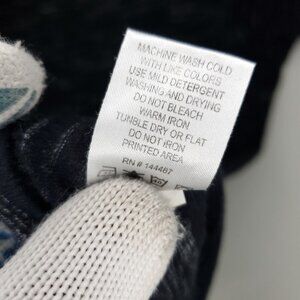 MACHINE WASH COLD
WITH LIKE COLORS
USE MILD DETERGENT
WASHING AND DRYING
DO NOT BLEACH
WARM IRON
TUMBLE DRY OR FLAT
DO NOT IRON
PRINTED AREA
RN # 144487